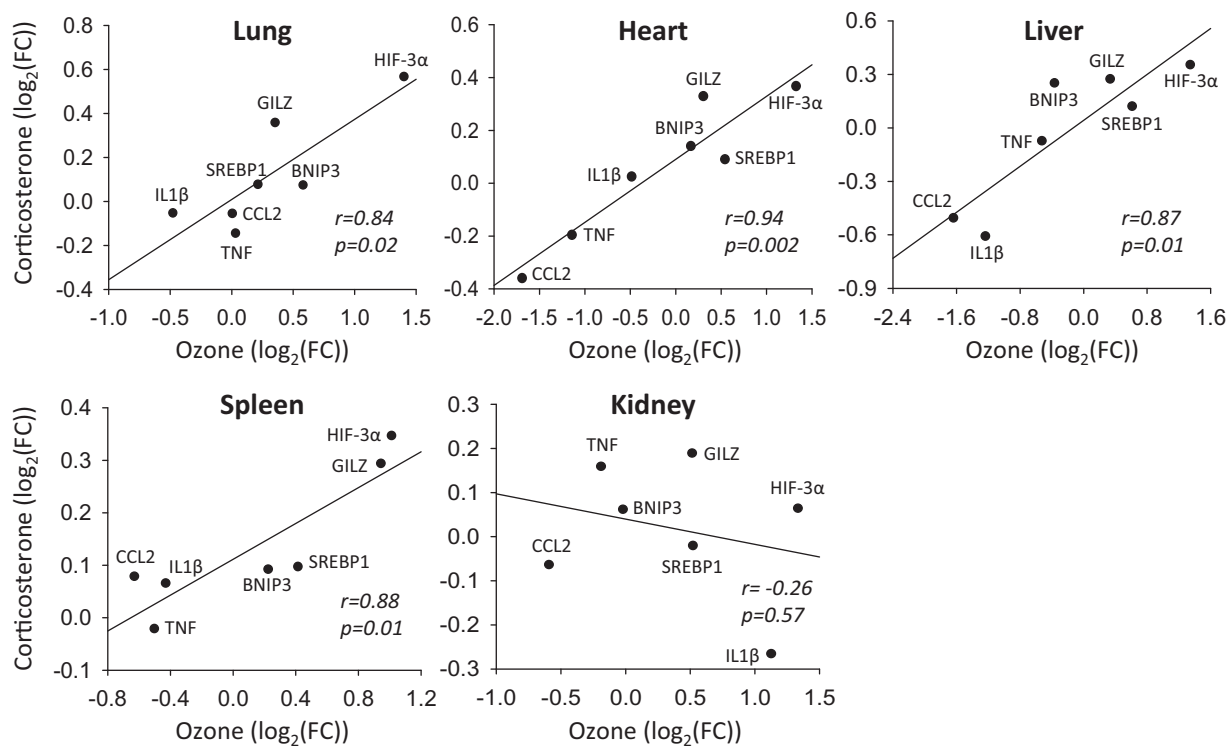 Lung
Corticosterone (log2(FC))
0.8
0.6
0.4
0.2
0.0
-0.2
-0.4
HIF-3α
GILZ
SREBP1
BNIP3
IL1β
CCL2
TNF
r=0.84
p=0.02
-1.0 -0.5 0.0 0.5 1.0 1.5
Ozone (log2(FC))
Heart
0.6
0.4
0.2
0.0
-0.2
0.4
GILZ
HIF-3α
BNIP3
SREBP1
IL1β
TNF
CCL2
r=0.94
p=0.002
-2.0 -1.5 -1.0 -0.5 0.0 0.5 1.0 1.5
Ozone (log2(FC))
Liver
0.6
0.3
0.0
-0.3
-0.6
-0.9
GILZ
HIF-3α
BNIP3
SREBP1
TNF
CCL2
IL1β
r=0.87
p=0.01
-2.4 -1.6 -0.8 0.0 0.8 1.6
Ozone (log2(FC))
Spleen
Corticosterone (log2(FC))
0.4
0.3
0.2
0.1
0.0
-0.1
HIF-3α
GILZ
CCL2
IL1β
BNIP3
SREBP1
TNF
r=0.88
p=0.01
-0.8 -0.4 0.0 0.4 0.8 1.2
Ozone (log2(FC))
Kidney
0.3
0.2
0.1
0.0
-0.1
-0.2
-0.3
TNF
GILZ
HIF-3α
BNIP3
CCL2
SREBP1
r= -0.26
p=0.57
IL1β
-1.0 -0.5 0.0 0.5 1.0 1.5
Ozone (log2(FC))